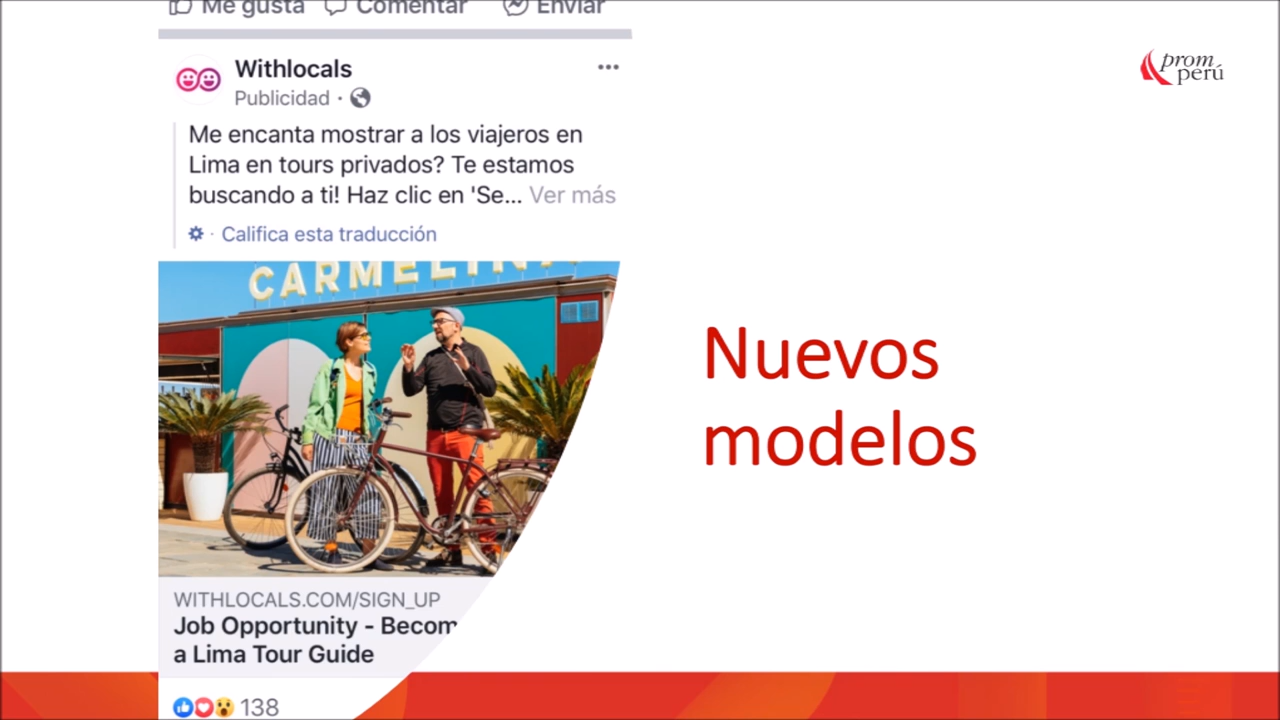 Me gusta Comentar Enviar
Withlocals
Publicidad ·
Me encanta mostrar a los viajeros en
Lima en tours privados? Te estamos
buscando a ti! Haz clic en 'Se... Ver más
· Califica esta traducción
CARMELINA
WITHLOCALS.COM/SIGN_UP
Job Opportunity - Becom
a Lima Tour Guide
138
prom
perú
Nuevos
modelos